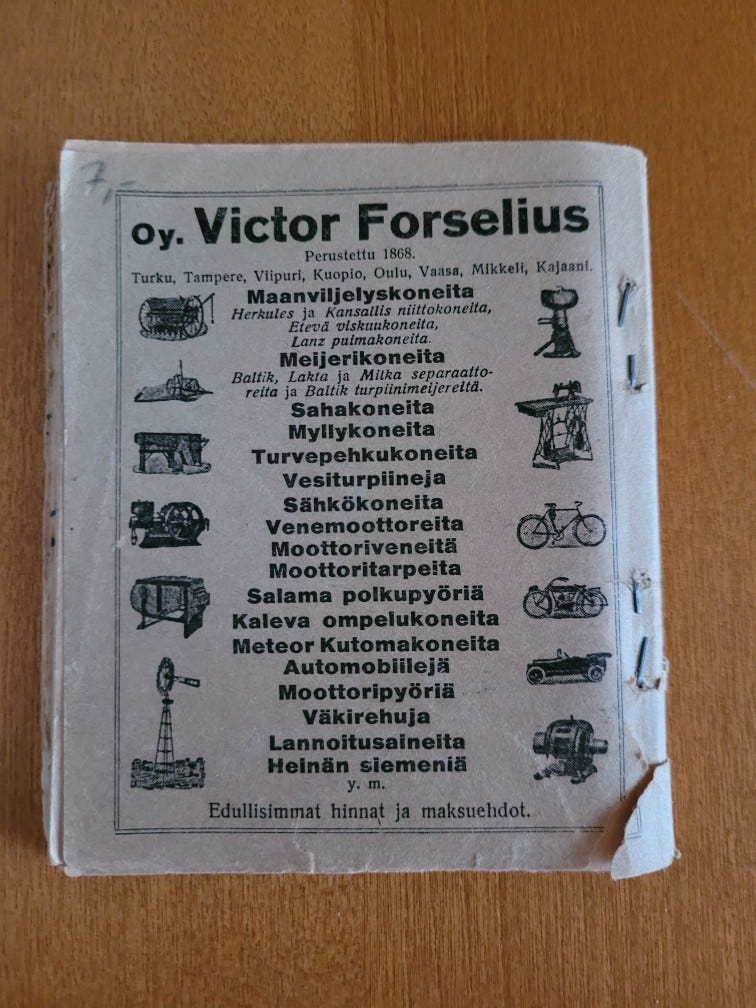 7,-
Oy. Victor Forselius
Perustettu 1868.
Turku, Tampere, Viipuri, Kuopio, Oulu, Vaasa, Mikkeli, Kajaani.
Maanviljelyskoneita
Herkules ja Kansallis niittokoneita,
Etevä viskuukoneita,
Lanz puimakoneita.
Meijerikoneita
Baltik, Lakta ja Milka separaatto-
reita ja Baltik turpiinimeijereitä.
Sahakoneita
Myllykoneita
Turvepehkukoneita
Vesiturpiineja
Sähkökoneita
Venemoottoreita
Moottoriveneitä
Moottoritarpeita
Salama polkupyöriä
Kaleva ompelukoneita
Meteor Kutomakoneita
Automobiilejä
Moottoripyöriä
Väkirehuja
Lannoitusaineita
Heinän siemeniä
y. m.
Edullisimmat hinnat ja maksuehdot.